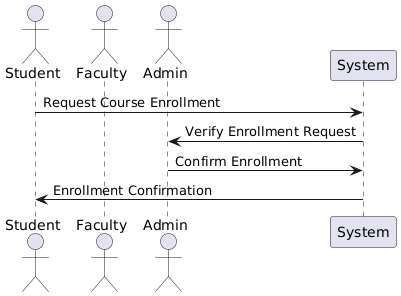 Student Faculty Admin System
Request Course Enrollment
Verify Enrollment Request
Confirm Enrollment
Enrollment Confirmation
Student Faculty Admin System